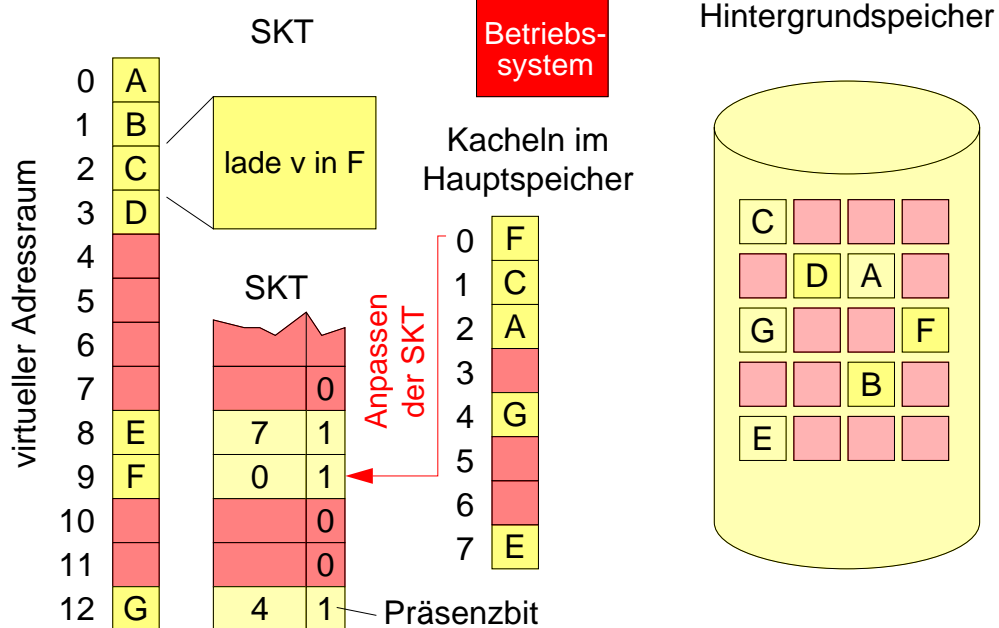 Hintergrundspeicher
SKT
Betriebs-
system
virtueller Adressraum
0 A
1 B
2 C
3 D
4
5
6
7
8 E
9 F
10
11
12 G
lade v in F
SKT
0
7 1
0 1
0
0
4 1
Präsenzbit
Anpassen
der SKT
Kacheln im
Hauptspeicher
0 F
1 C
2 A
3
4 G
5
6
7 E
C
D A
G F
B
E